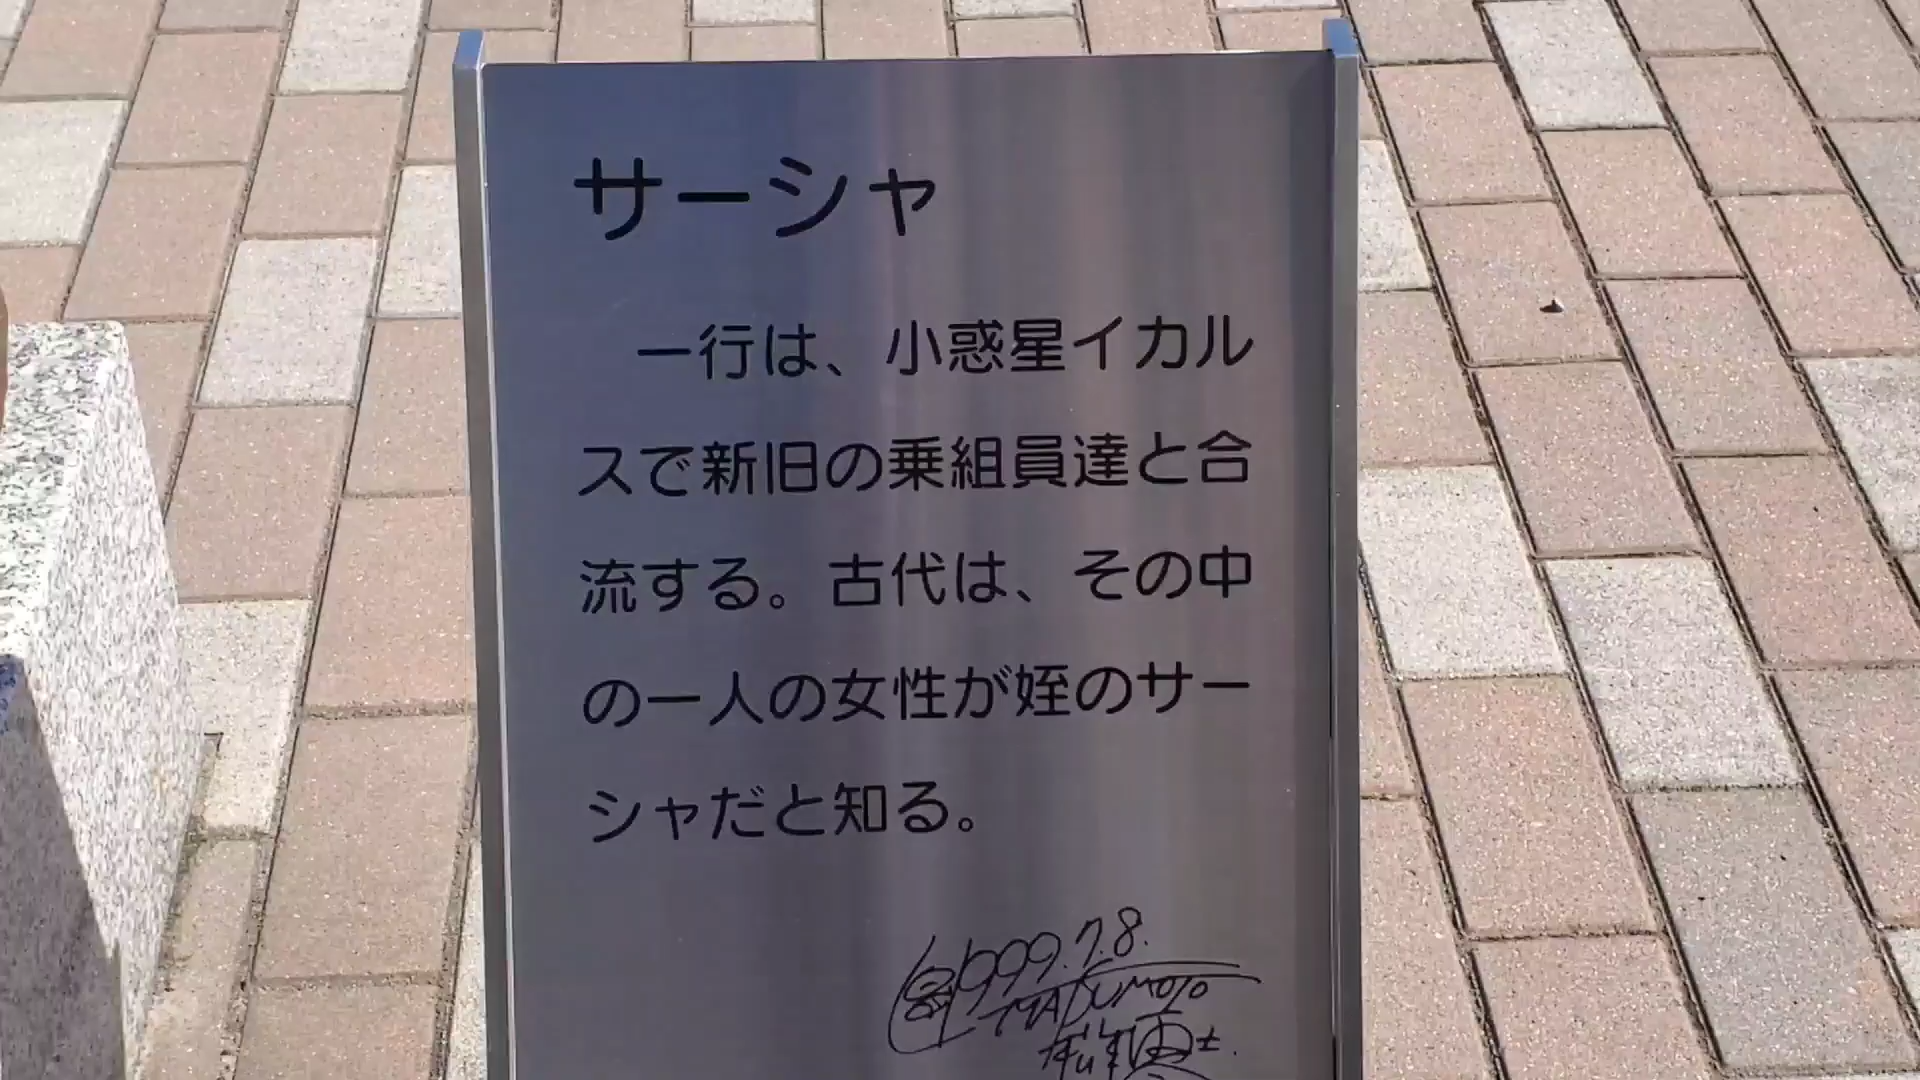 サーシャ
一行は、小惑星イカル
スで新旧の乗組員達と合
流する。古代は、その中
の一人の女性が姪のサー
シャだと知る。
1999.7.8.